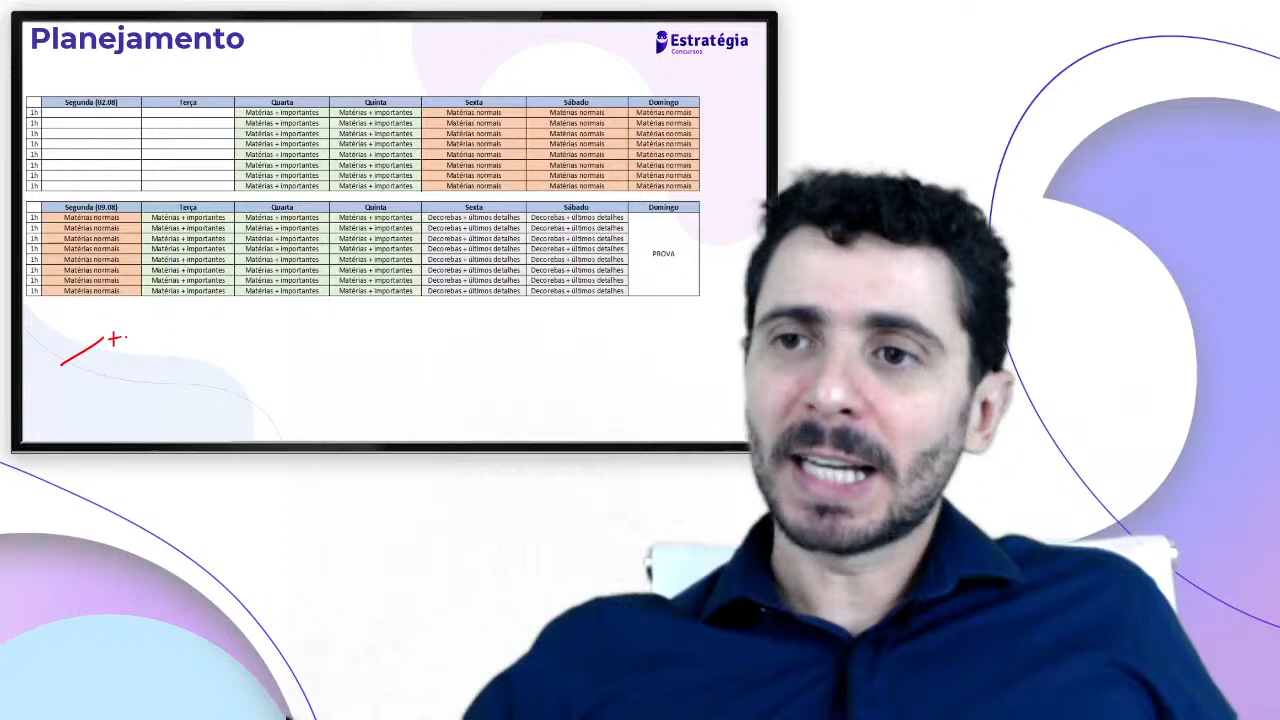 Planejamento
Estratégia
Concursos
Segunda (02.08) Terça Quarta Quinta Sexta Sábado Domingo
1h Matérias + importantes Matérias + importantes Matérias normais Matérias normais Matérias normais
1h Matérias + importantes Matérias + importantes Matérias normais Matérias normais Matérias normais
1h Matérias + importantes Matérias + importantes Matérias normais Matérias normais Matérias normais
1h Matérias + importantes Matérias + importantes Matérias normais Matérias normais Matérias normais
1h Matérias + importantes Matérias + importantes Matérias normais Matérias normais Matérias normais
1h Matérias + importantes Matérias + importantes Matérias normais Matérias normais Matérias normais
1h Matérias + importantes Matérias + importantes Matérias normais Matérias normais Matérias normais
1h Matérias + importantes Matérias + importantes Matérias normais Matérias normais Matérias normais
Segunda (09.08) Terça Quarta Quinta Sexta Sábado Domingo
1h Matérias normais Matérias + importantes Matérias + importantes Matérias + importantes Decorebas + últimos detalhes Decorebas + últimos detalhes
1h Matérias normais Matérias + importantes Matérias + importantes Matérias + importantes Decorebas + últimos detalhes Decorebas + últimos detalhes
1h Matérias normais Matérias + importantes Matérias + importantes Matérias + importantes Decorebas + últimos detalhes Decorebas + últimos detalhes
1h Matérias normais Matérias + importantes Matérias + importantes Matérias + importantes Decorebas + últimos detalhes Decorebas + últimos detalhes
PROVA
1h Matérias normais Matérias + importantes Matérias + importantes Matérias + importantes Decorebas + últimos detalhes Decorebas + últimos detalhes
1h Matérias normais Matérias + importantes Matérias + importantes Matérias + importantes Decorebas + últimos detalhes Decorebas + últimos detalhes
1h Matérias normais Matérias + importantes Matérias + importantes Matérias + importantes Decorebas + últimos detalhes Decorebas + últimos detalhes
1h Matérias normais Matérias + importantes Matérias + importantes Matérias + importantes Decorebas + últimos detalhes Decorebas + últimos detalhes
+